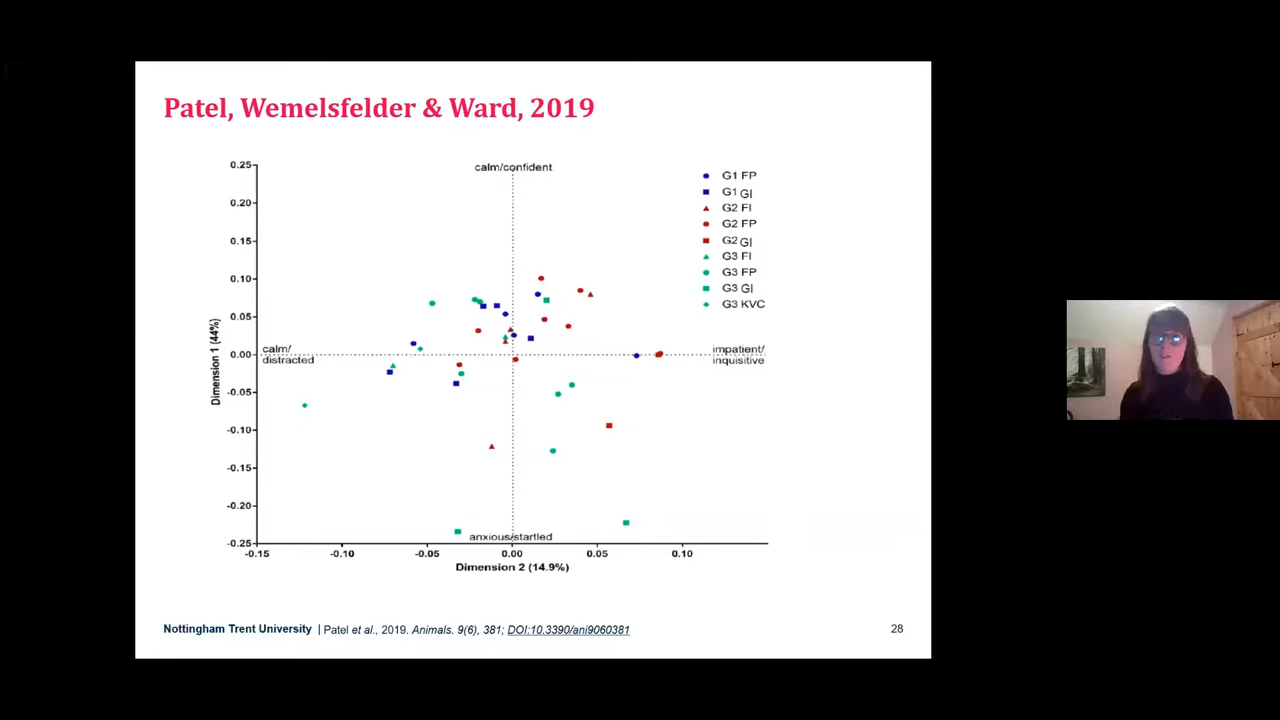 Patel, Wemelsfelder & Ward, 2019
0.25
0.20
0.15
0.10
0.05
0.00
-0.05
-0.10
-0.15
-0.20
-0.25
Dimension 1 (44%)
calm/confident
calm/
distracted
impatient/
inquisitive
anxious/startled
-0.15
-0.10
-0.05
0.00
0.05
0.10
Dimension 2 (14.9%)
G1 FP
G1 GI
G2 FI
G2 FP
G2 GI
G3 FI
G3 FP
G3 GI
G3 KVC
Nottingham Trent University | Patel et al., 2019. Animals. 9(6), 381; DOI:10.3390/ani9060381
28